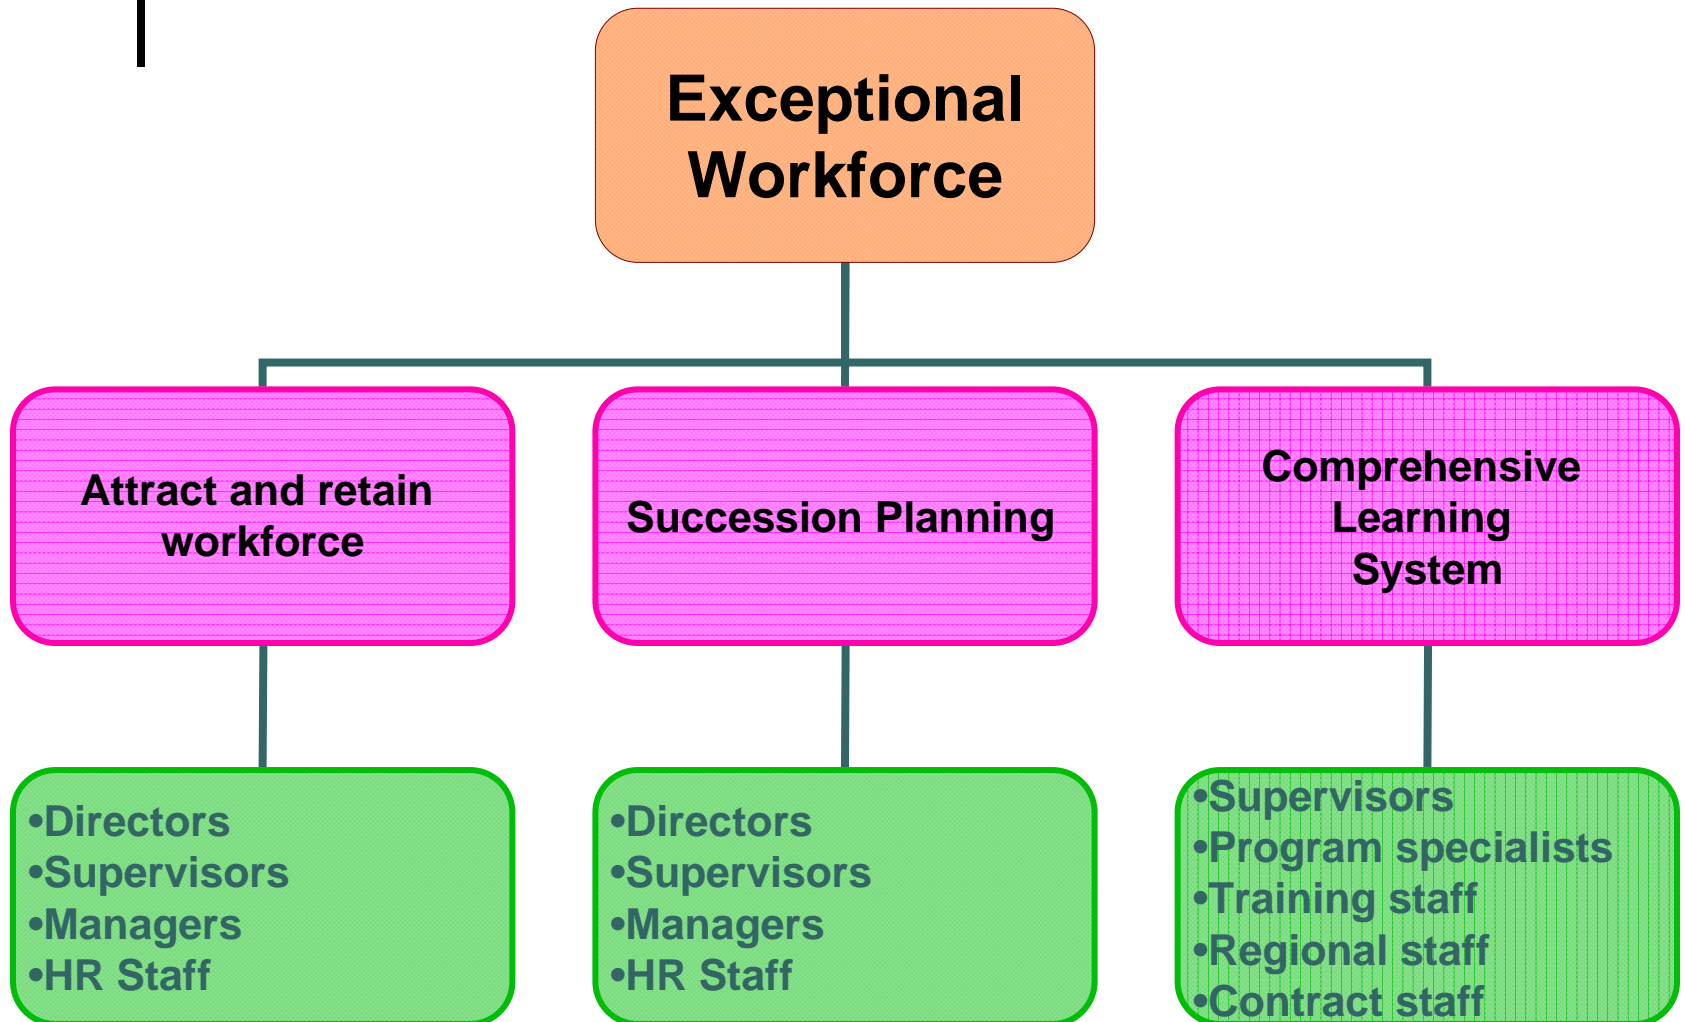 Exceptional
Workforce
Attract and retain
workforce
Succession Planning
Comprehensive
Learning
System
•Directors
•Supervisors
•Managers
•HR Staff
•Directors
•Supervisors
•Managers
•HR Staff
•Supervisors
•Program specialists
•Training staff
•Regional staff
•Contract staff